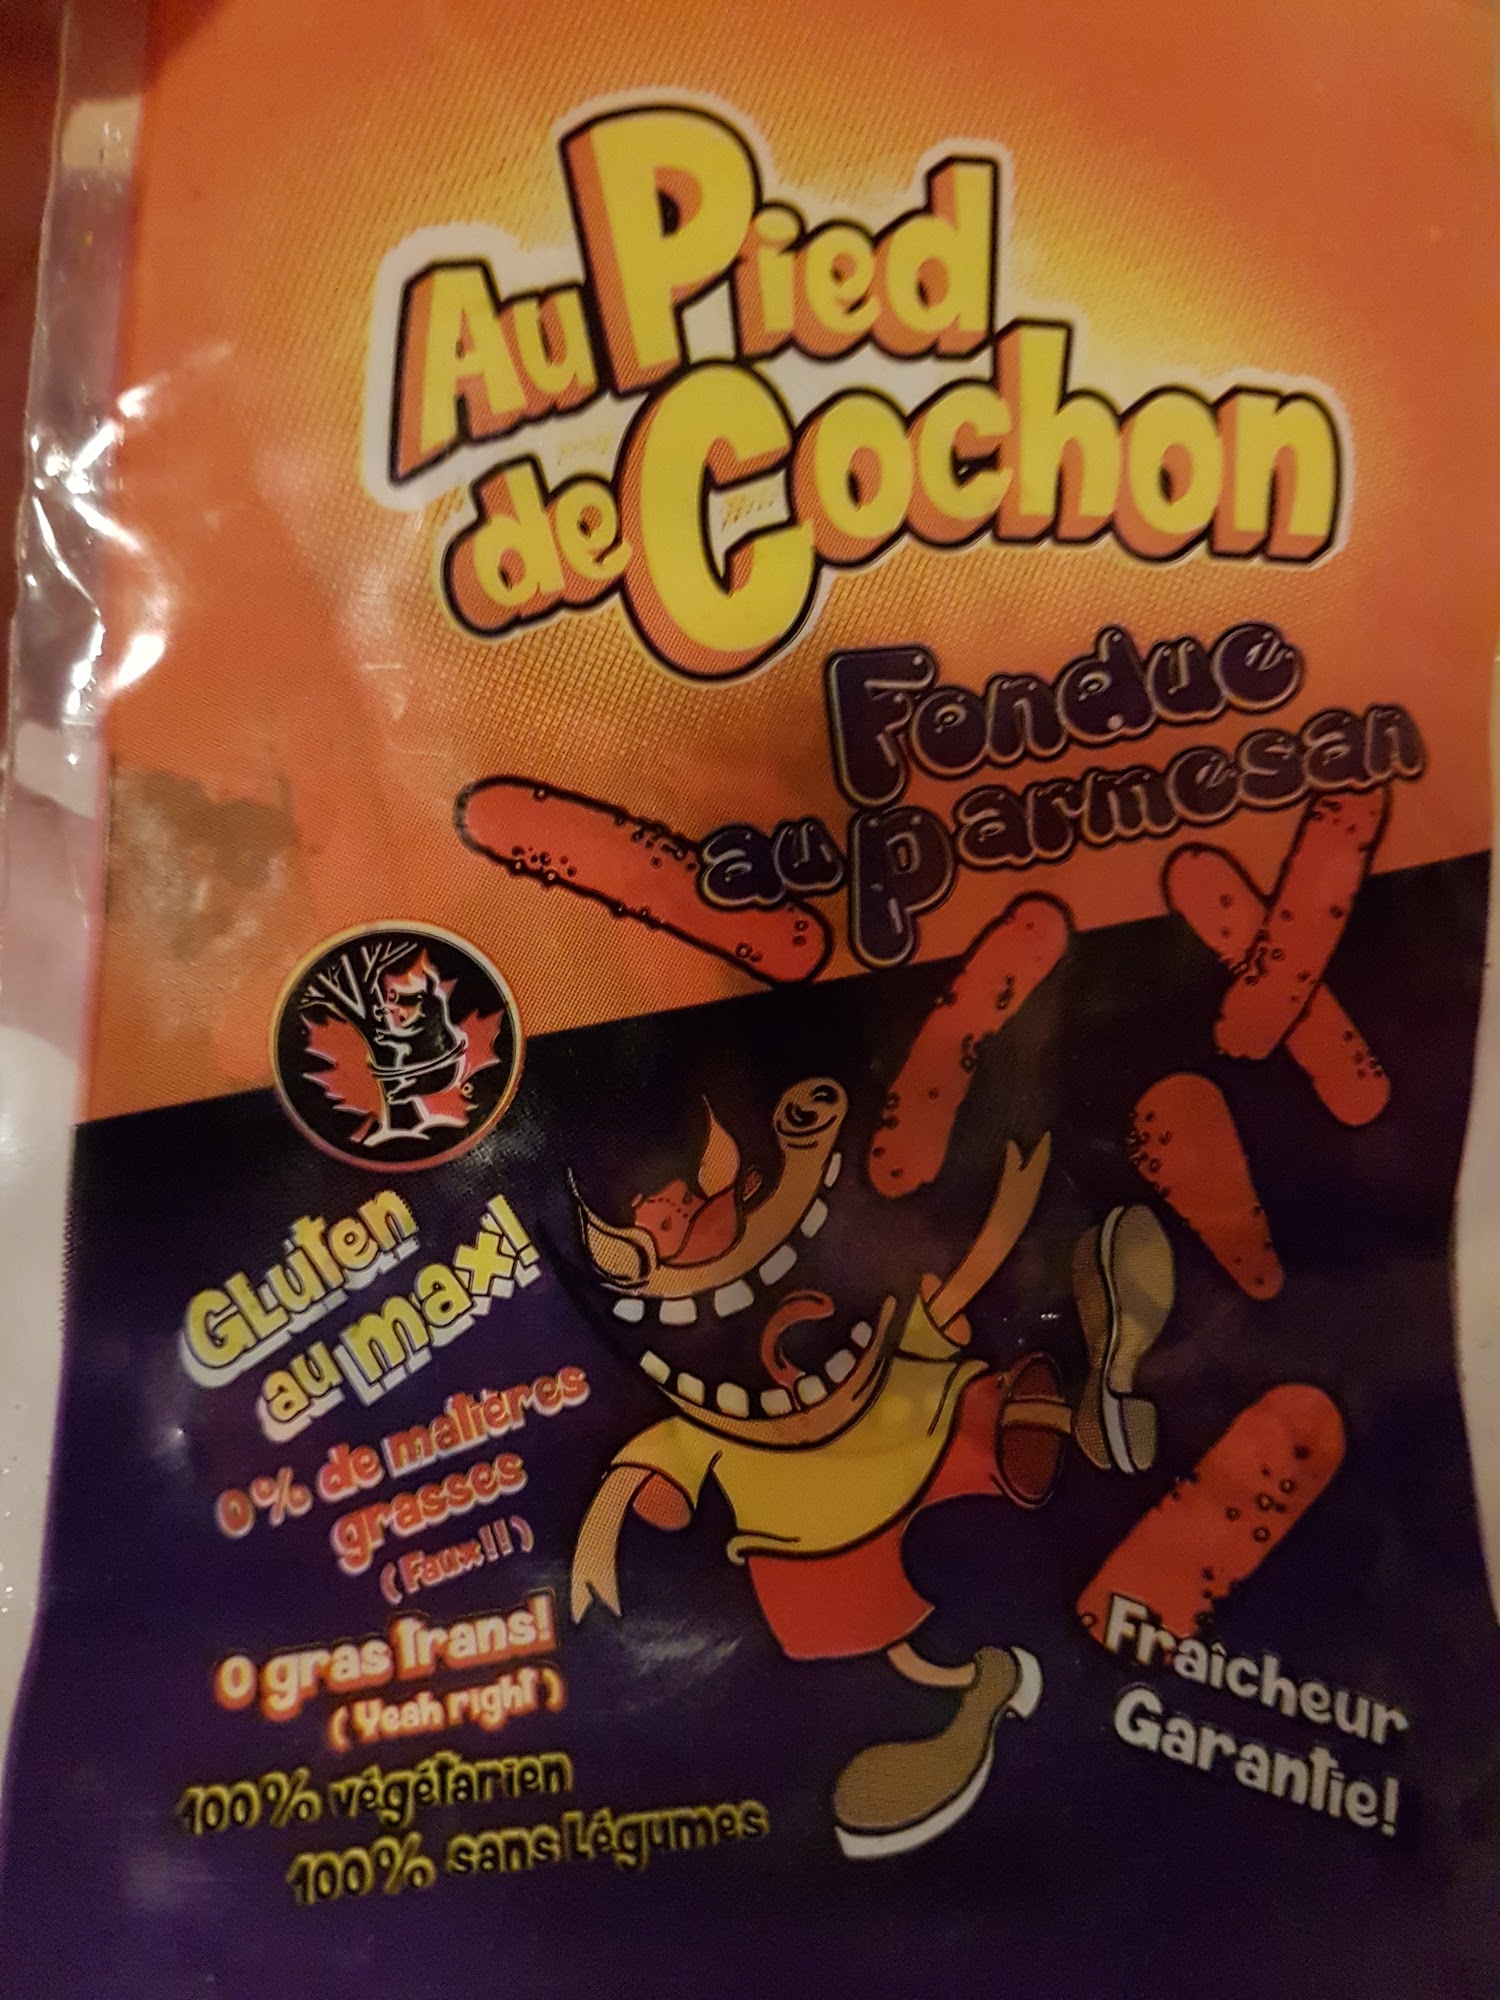 Au Pied
de Cochon
Fondue
au parmesan
Gluten
au max!
0% de matières
grasses
(Faux!!)
0 gras trans!
(Yeah right)
100% végétarien
100% sans Légumes
Fraîcheur
Garantie!